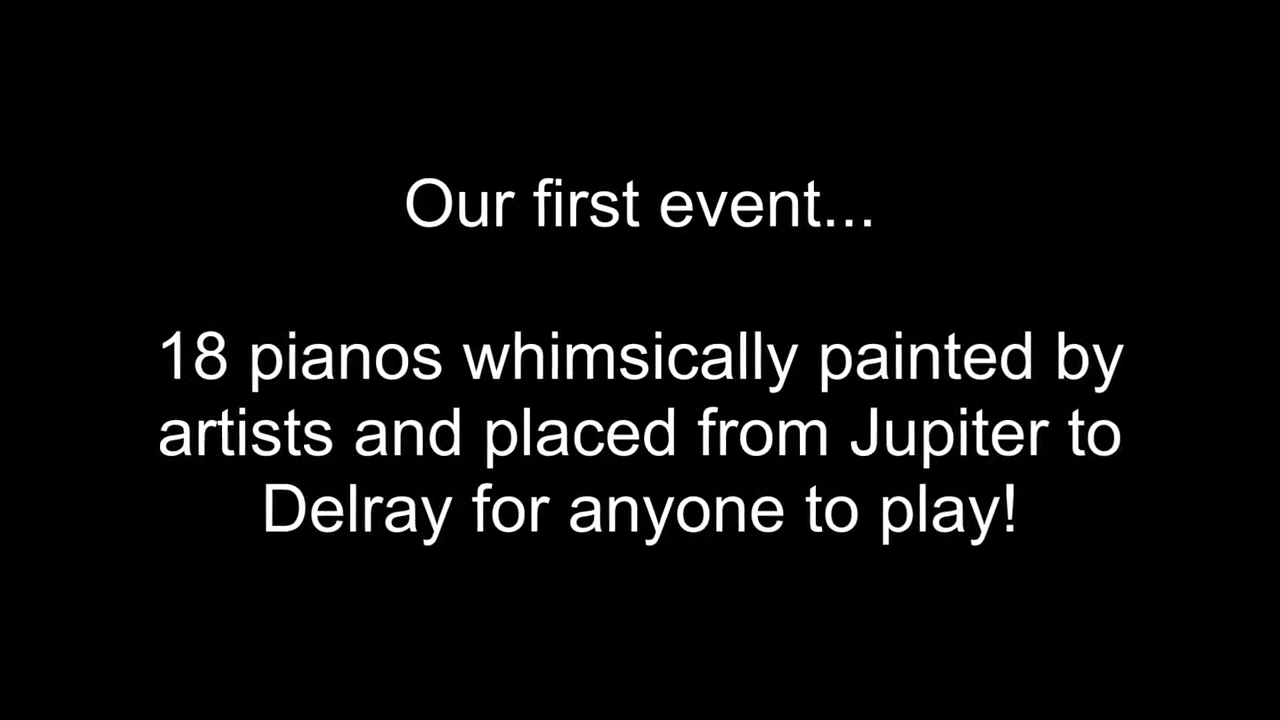 Our first event...
18 pianos whimsically painted by
artists and placed from Jupiter to
Delray for anyone to play!